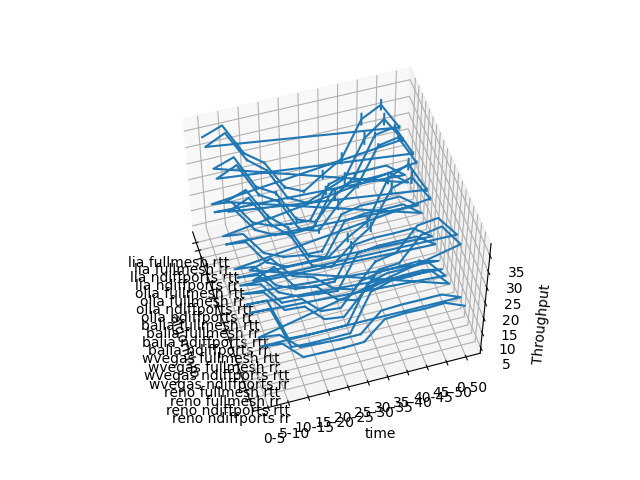 lia fullmesh rtt
lia fullmesh rr
lia ndiffports rtt
lia ndiffports rr
olia fullmesh rtt
olia fullmesh rr
olia ndiffports rtt
olia ndiffports rr
balia fullmesh rtt
balia fullmesh rr
balia ndiffports rtt
balia ndiffports rr
wvegas fullmesh rtt
wvegas fullmesh rr
wvegas ndiffports rtt
wvegas ndiffports rr
reno fullmesh rtt
reno fullmesh rr
reno ndiffports rtt
reno ndiffports rr
0-5
5-10
10-15
15-20
20-25
25-30
30-35
35-40
40-45
45-50
0-50
time
5
10
15
20
25
30
35
Throughput